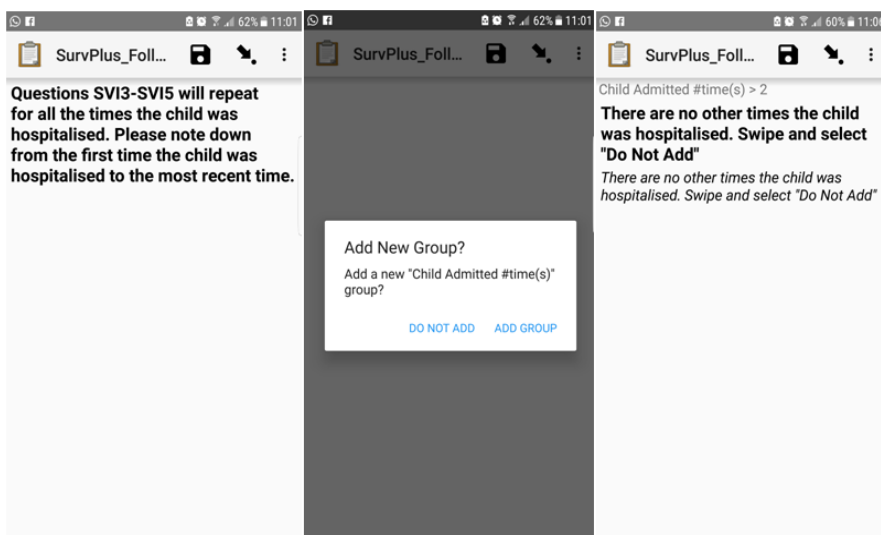 62% 11:01
SurvPlus_Foll...
Questions SVI3-SVI5 will repeat
for all the times the child was
hospitalised. Please note down
from the first time the child was
hospitalised to the most recent time.
62% 11:01
SurvPlus_Foll...
Add New Group?
Add a new "Child Admitted #time(s)"
group?
DO NOT ADD ADD GROUP
60% 11:06
SurvPlus_Foll...
Child Admitted #time(s) > 2
There are no other times the child
was hospitalised. Swipe and select
"Do Not Add"
There are no other times the child was
hospitalised. Swipe and select "Do Not Add"